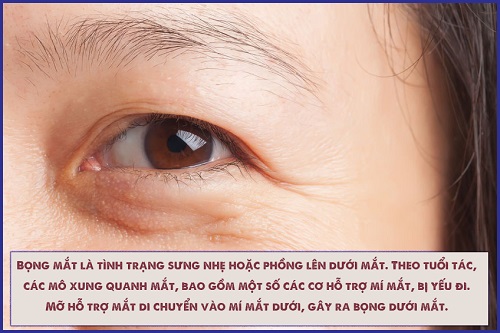 Bọng mắt là tình trạng sưng nhẹ hoặc phồng lên dưới mắt. Theo tuổi tác,
các mô xung quanh mắt, bao gồm một số các cơ hỗ trợ mí mắt, bị yếu đi.
Mỡ hỗ trợ mắt di chuyển vào mí mắt dưới, gây ra bọng dưới mắt.